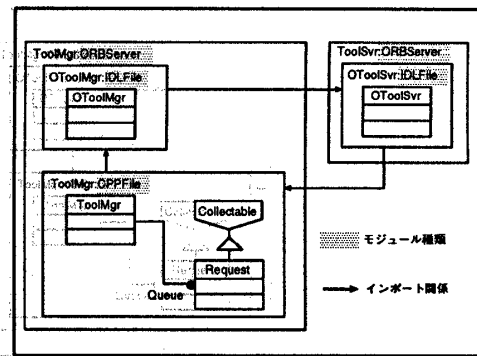 ToolMgr:ORBServer
ToolSvr:ORBServer
OToolMgr:IDLFile
OToolMgr
OToolSvr:IDLFile
OToolSvr
ToolMgr:CPPFile
ToolMgr
Collectable
Request
Queue
モジュール種類
インポート関係